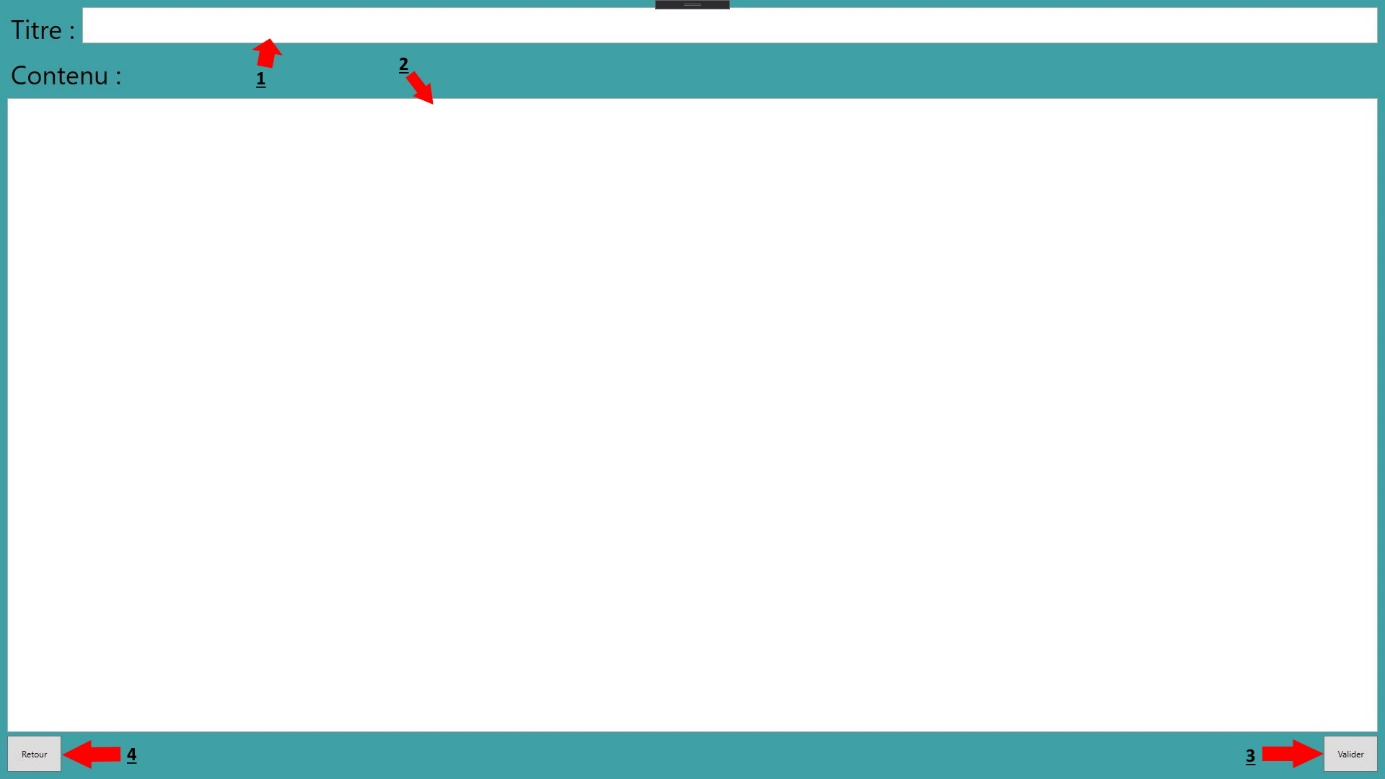 Titre :
1
2
Contenu :
Retour
4
3
Valider